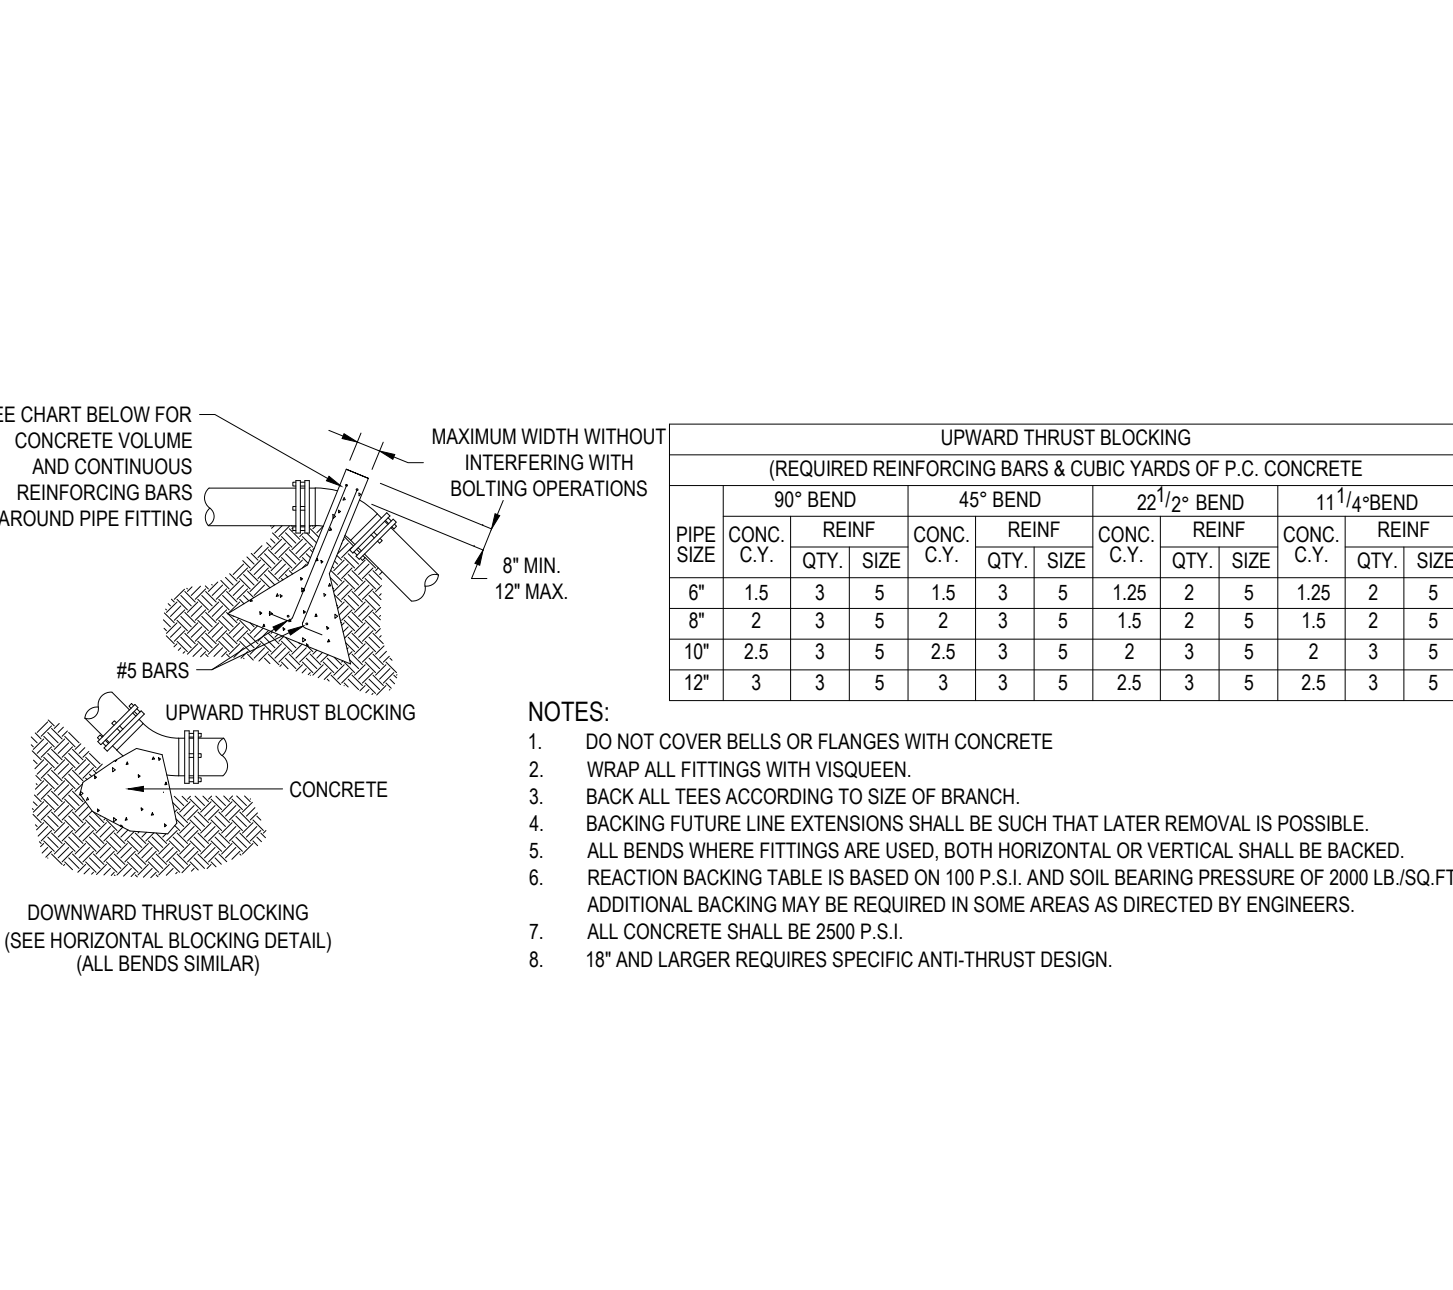 CHART BELOW FOR
CONCRETE VOLUME
AND CONTINUOUS
REINFORCING BARS
AROUND PIPE FITTING
MAXIMUM WIDTH WITHOUT
INTERFERING WITH
BOLTING OPERATIONS
8" MIN.
12" MAX.
#5 BARS
UPWARD THRUST BLOCKING
CONCRETE
DOWNWARD THRUST BLOCKING
(SEE HORIZONTAL BLOCKING DETAIL)
(ALL BENDS SIMILAR)
UPWARD THRUST BLOCKING
(REQUIRED REINFORCING BARS & CUBIC YARDS OF P.C. CONCRETE
90° BEND 45° BEND 22 1/2° BEND 11 1/4°BEND
PIPE SIZE CONC. C.Y. REINF CONC. C.Y. REINF CONC. C.Y. REINF CONC. C.Y. REINF
QTY. SIZE QTY. SIZE QTY. SIZE QTY. SIZE
6" 1.5 3 5 1.5 3 5 1.25 2 5 1.25 2 5
8" 2 3 5 2 3 5 1.5 2 5 1.5 2 5
10" 2.5 3 5 2.5 3 5 2 3 5 2 3 5
12" 3 3 5 3 3 5 2.5 3 5 2.5 3 5
NOTES:
1. DO NOT COVER BELLS OR FLANGES WITH CONCRETE
2. WRAP ALL FITTINGS WITH VISQUEEN.
3. BACK ALL TEES ACCORDING TO SIZE OF BRANCH.
4. BACKING FUTURE LINE EXTENSIONS SHALL BE SUCH THAT LATER REMOVAL IS POSSIBLE.
5. ALL BENDS WHERE FITTINGS ARE USED, BOTH HORIZONTAL OR VERTICAL SHALL BE BACKED.
6. REACTION BACKING TABLE IS BASED ON 100 P.S.I. AND SOIL BEARING PRESSURE OF 2000 LB./SQ.FT
ADDITIONAL BACKING MAY BE REQUIRED IN SOME AREAS AS DIRECTED BY ENGINEERS.
7. ALL CONCRETE SHALL BE 2500 P.S.I.
8. 18" AND LARGER REQUIRES SPECIFIC ANTI-THRUST DESIGN.